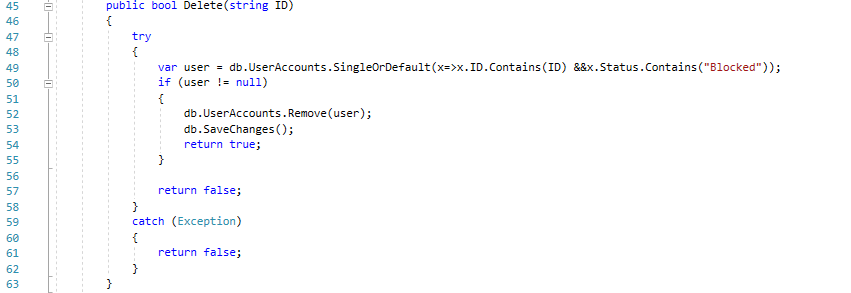 45 public bool Delete(string ID)
46 {
47 try
48 {
49 var user = db.UserAccounts.SingleOrDefault(x=>x.ID.Contains(ID) &&x.Status.Contains("Blocked"));
50 if (user != null)
51 {
52 db.UserAccounts.Remove(user);
53 db.SaveChanges();
54 return true;
55 }
56
57 return false;
58 }
59 catch (Exception)
60 {
61 return false;
62 }
63 }